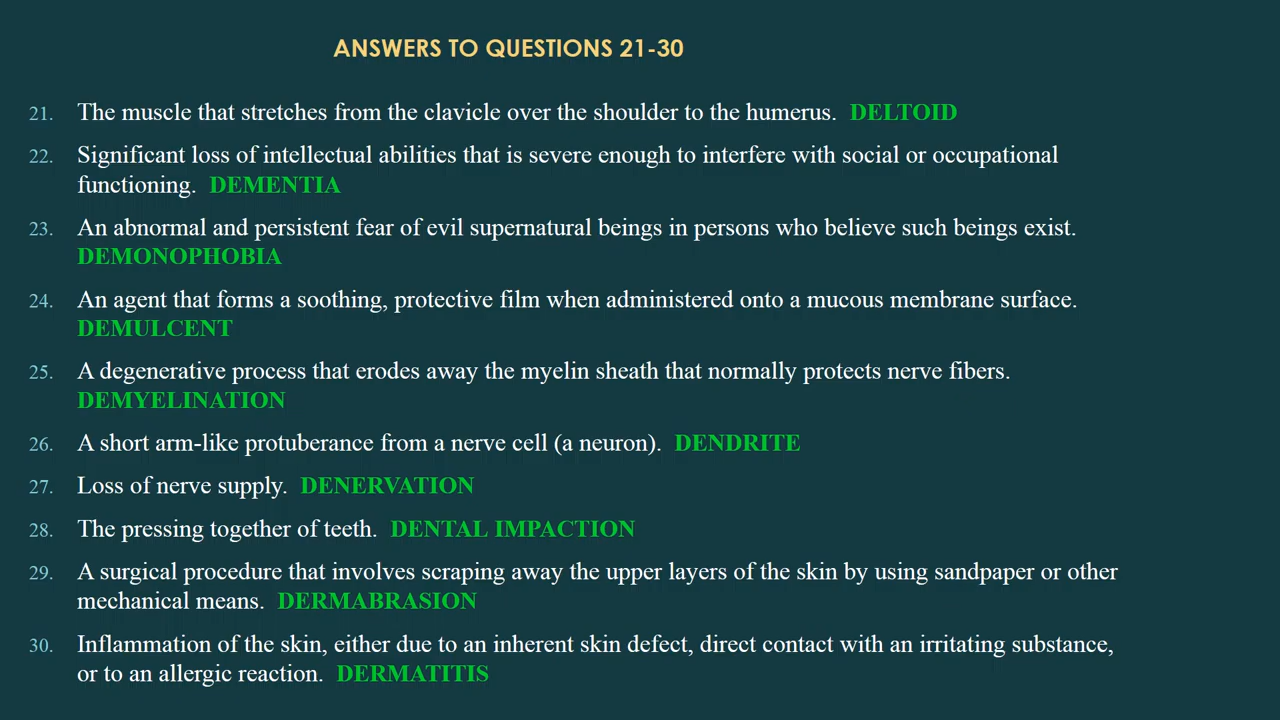 ANSWERS TO QUESTIONS 21-30
21. The muscle that stretches from the clavicle over the shoulder to the humerus. DELTOID
22. Significant loss of intellectual abilities that is severe enough to interfere with social or occupational
functioning. DEMENTIA
23. An abnormal and persistent fear of evil supernatural beings in persons who believe such beings exist.
DEMONOPHOBIA
24. An agent that forms a soothing, protective film when administered onto a mucous membrane surface.
DEMULCENT
25. A degenerative process that erodes away the myelin sheath that normally protects nerve fibers.
DEMYELINATION
26. A short arm-like protuberance from a nerve cell (a neuron). DENDRITE
27. Loss of nerve supply. DENERVATION
28. The pressing together of teeth. DENTAL IMPACTION
29. A surgical procedure that involves scraping away the upper layers of the skin by using sandpaper or other
mechanical means. DERMABRASION
30. Inflammation of the skin, either due to an inherent skin defect, direct contact with an irritating substance,
or to an allergic reaction. DERMATITIS